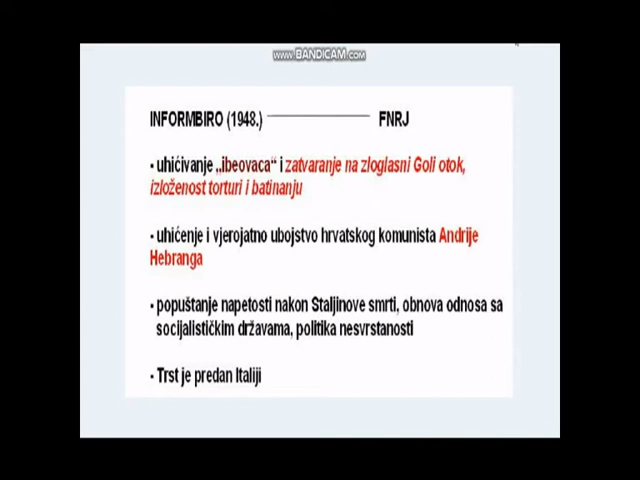 www.BANDICAM.com
INFORMBIRO (1948.) FNRJ
▪ uhićivanje „ibeovaca“ i zatvaranje na zloglasni Goli otok,
izloženost torturi i batinanju
▪ uhićenje i vjerojatno ubojstvo hrvatskog komunista Andrije
Hebranga
▪ popuštanje napetosti nakon Staljinove smrti, obnova odnosa sa
socijalističkim državama, politika nesvrstanosti
▪ Trst je predan Italiji